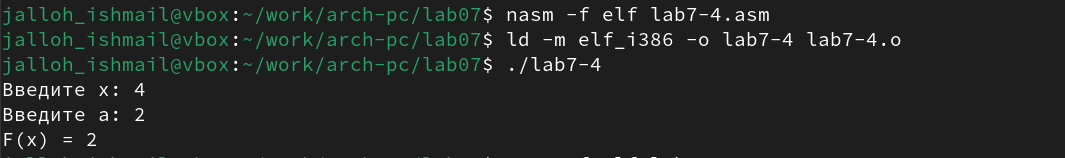 jalloh_ishmail@vbox:~/work/arch-pc/lab07$ nasm -f elf lab7-4.asm
jalloh_ishmail@vbox:~/work/arch-pc/lab07$ ld -m elf_i386 -o lab7-4 lab7-4.o
jalloh_ishmail@vbox:~/work/arch-pc/lab07$ ./lab7-4
Введите x: 4
Введите a: 2
F(x) = 2